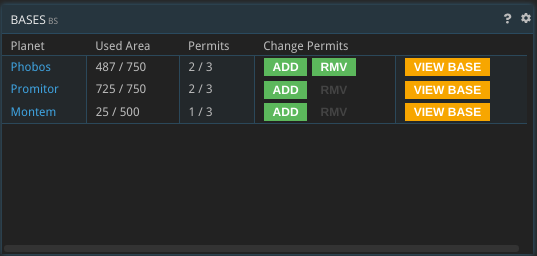 BASES BS ?
Planet Used Area Permits Change Permits
Phobos 487 / 750 2 / 3 ADD RMV VIEW BASE
Promitor 725 / 750 2 / 3 ADD RMV VIEW BASE
Montem 25 / 500 1 / 3 ADD RMV VIEW BASE